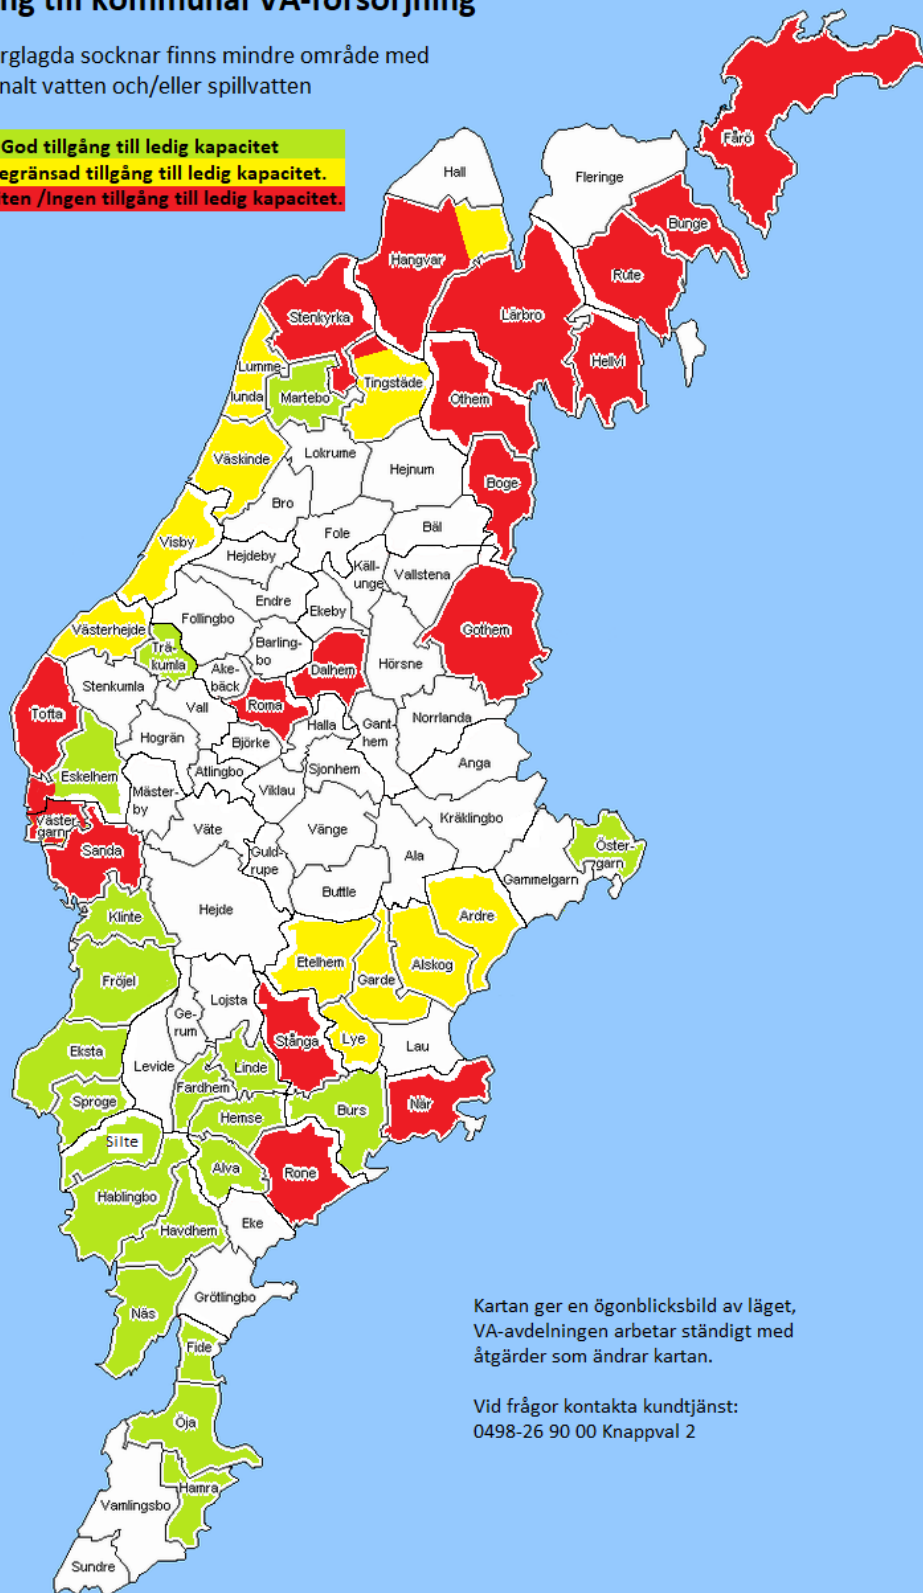 ng till kommunal VA-försörjning
rglagda socknar finns mindre område med
nalt vatten och/eller spillvatten
God tillgång till ledig kapacitet
egränsad tillgång till ledig kapacitet.
iten /Ingen tillgång till ledig kapacitet.
Fårö
Hall
Fleringe
Bunge
Hangvar
Rute
Stenkyrka
Lärbro
Hellvi
Lumme-
lunda
Martebo
Tingstäde
Othem
Väskinde
Lokrume
Hejnum
Boge
Bro
Visby
Fole
Bäl
Hejdeby
Käll-
unge
Vallstena
Endre
Ekeby
Follingbo
Västerhejde
Gothem
Trä-
kumla
Barling-
bo
Dalhem
Hörsne
Ake-
bäck
Stenkumla
Vall
Roma
Tofta
Halla
Gant-
hem
Norrlanda
Hogrän
Björke
Eskelhem
Atlingbo
Sjonhem
Anga
Mäster-
by
Viklau
Väster-
garn
Väte
Vänge
Kräklingbo
Sanda
Guld-
rupe
Ala
Öster-
garn
Gammelgarn
Buttle
Klinte
Hejde
Ardre
Etelhem
Alskog
Fröjel
Garde
Lojsta
Ge-
rum
Stånga
Lye
Lau
Eksta
Levide
Linde
Fardhem
Sproge
Hemse
Burs
När
Silte
Alva
Rone
Hablingbo
Havdhem
Eke
Grötlingbo
Näs
Fide
Öja
Hamra
Vamlingsbo
Sundre
Kartan ger en ögonblicksbild av läget,
VA-avdelningen arbetar ständigt med
åtgärder som ändrar kartan.
Vid frågor kontakta kundtjänst:
0498-26 90 00 Knappval 2